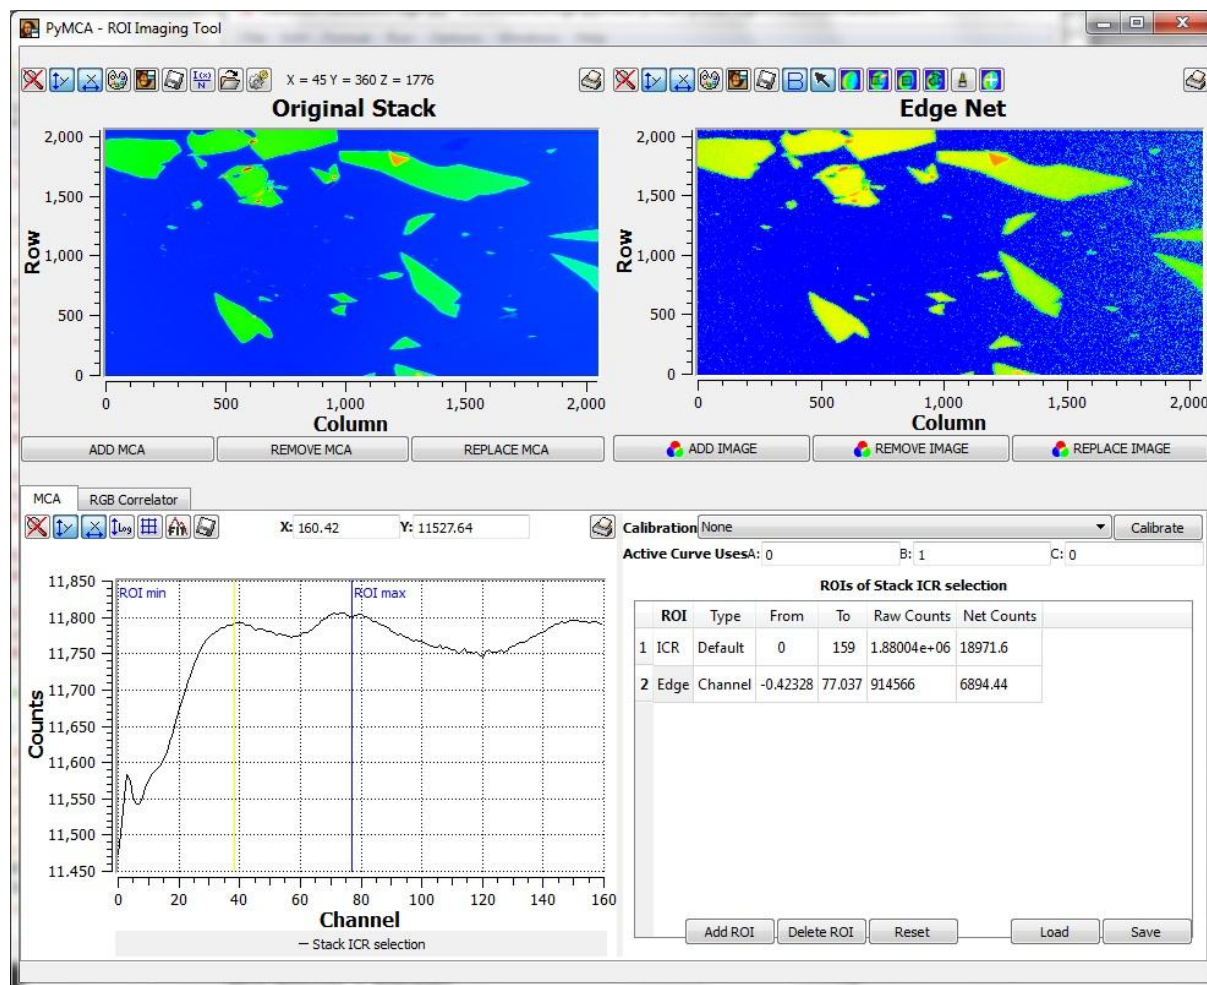 PyMCA - ROI Imaging Tool
X = 45 Y = 360 Z = 1776
Original Stack
Row
2,000
1,500
1,000
500
0
0 500 1,000 1,500 2,000
Column
ADD MCA REMOVE MCA REPLACE MCA
Edge Net
Row
2,000
1,500
1,000
500
0
0 500 1,000 1,500 2,000
Column
ADD IMAGE REMOVE IMAGE REPLACE IMAGE
MCA RGB Correlator
X: 160.42 Y: 11527.64
Counts
11,850
11,800
11,750
11,700
11,650
11,600
11,550
11,500
11.450
ROI min ROI max
0 20 40 60 80 100 120 140 160
Channel
— Stack ICR selection
Calibration None Calibrate
Active Curve Uses A: 0 B: 1 C: 0
ROIs of Stack ICR selection
ROI Type From To Raw Counts Net Counts
1 ICR Default 0 159 1.88004e+06 18971.6
2 Edge Channel -0.42328 77.037 914566 6894.44
Add ROI Delete ROI Reset Load Save